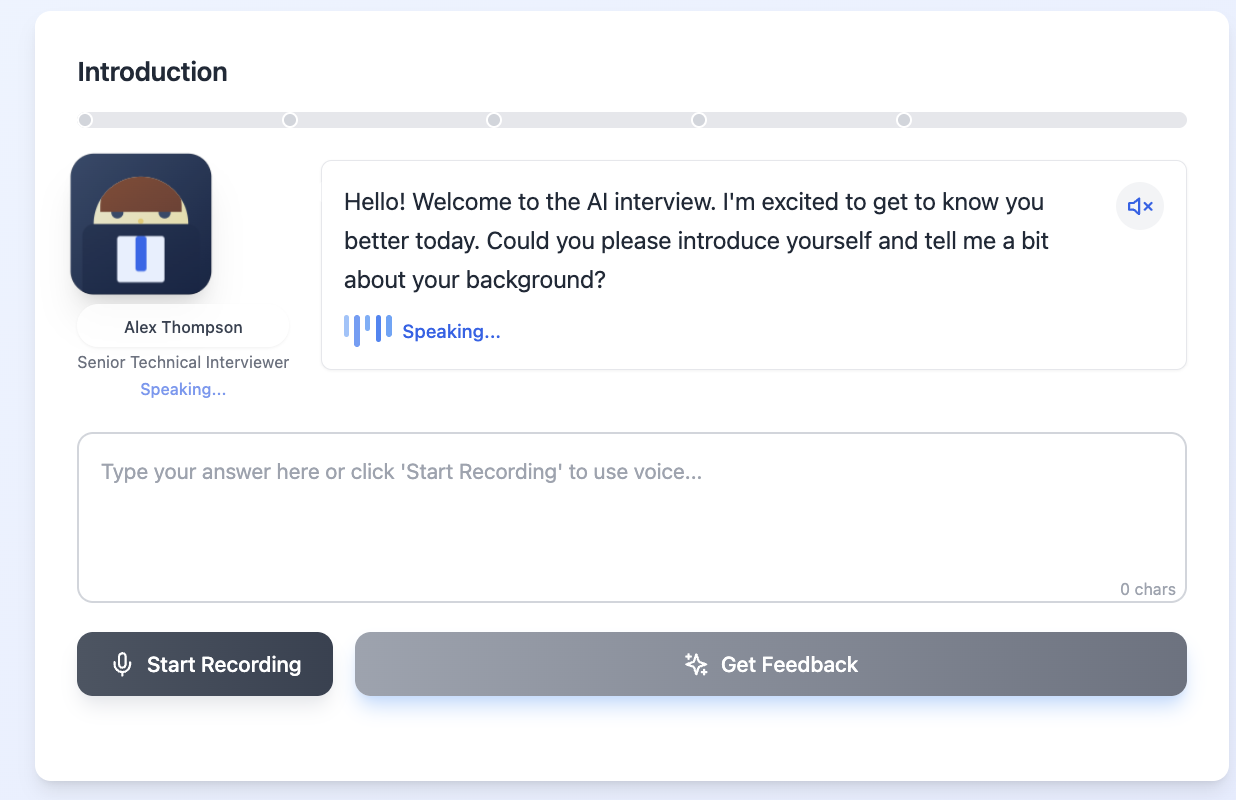 Introduction
Hello! Welcome to the AI interview. I'm excited to get to know you
better today. Could you please introduce yourself and tell me a bit
about your background?
Speaking...
Alex Thompson
Senior Technical Interviewer
Speaking...
Type your answer here or click 'Start Recording' to use voice...
0 chars
Start Recording
Get Feedback